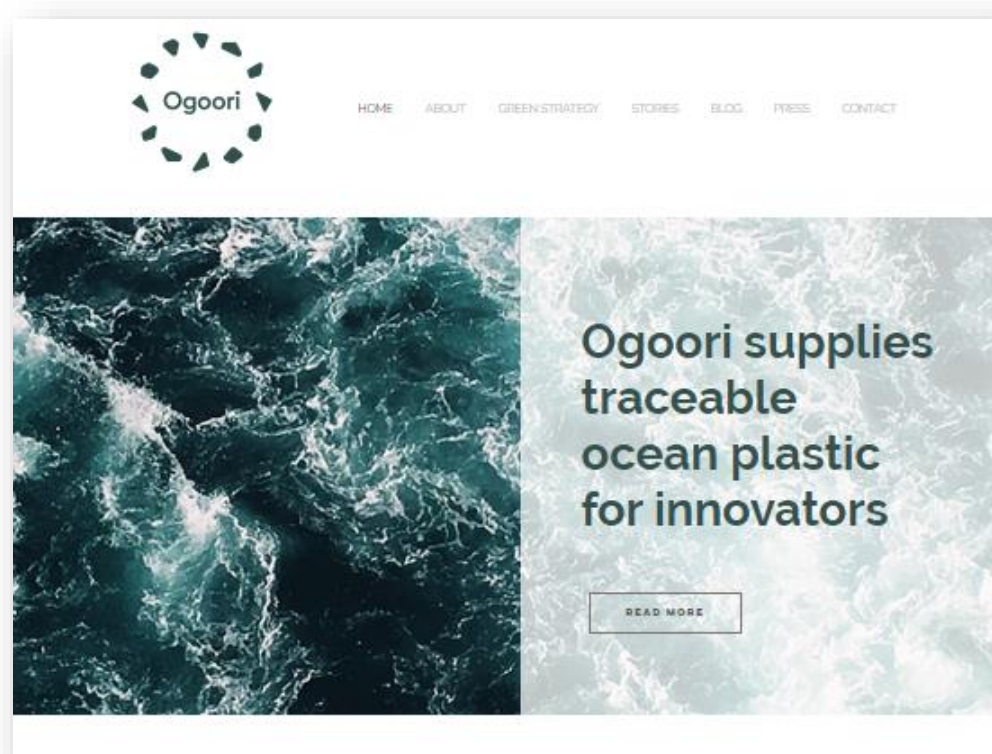 Ogoori
HOME ABOUT GREEN STRATEGY STORIES BLOG PRESS CONTACT
Ogoori supplies
traceable
ocean plastic
for innovators
READ MORE